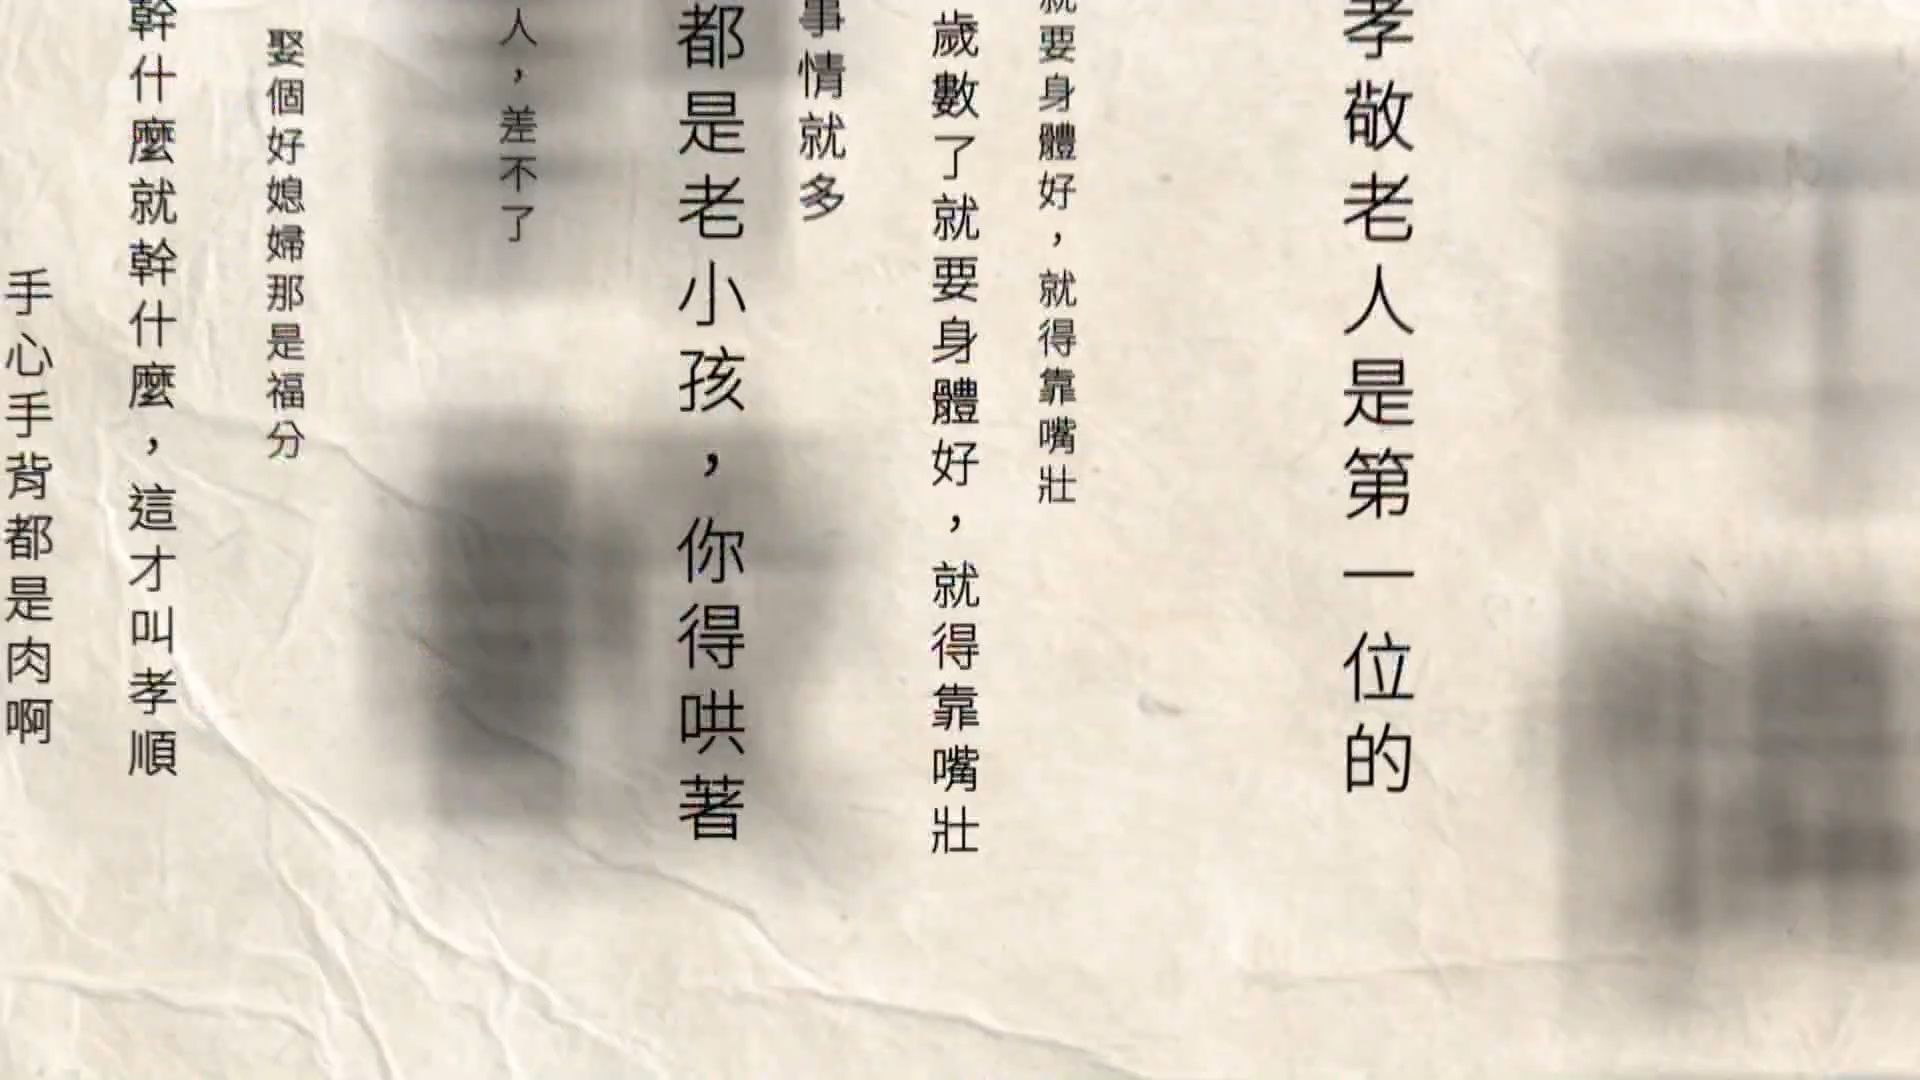 孝敬老人是第一位的
就要身體好，就得靠嘴壯
歲數了就要身體好，就得靠嘴壯
事情就多
都是老小孩，你得哄著
人，差不了
娶個好媳婦那是福分
幹什麼就幹什麼，這才叫孝順
手心手背都是肉啊